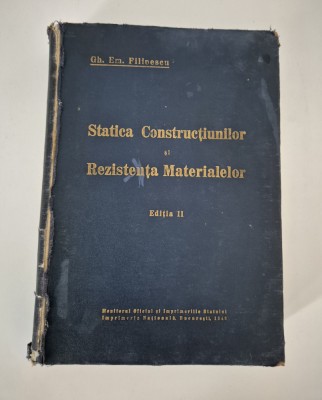 Gh. Em. Filipescu
Statica Construcțiunilor
și
Rezistența Materialelor
Ediția II
Monitorul Oficial și Imprimeriile Statului
Imprimeria Națională, București,